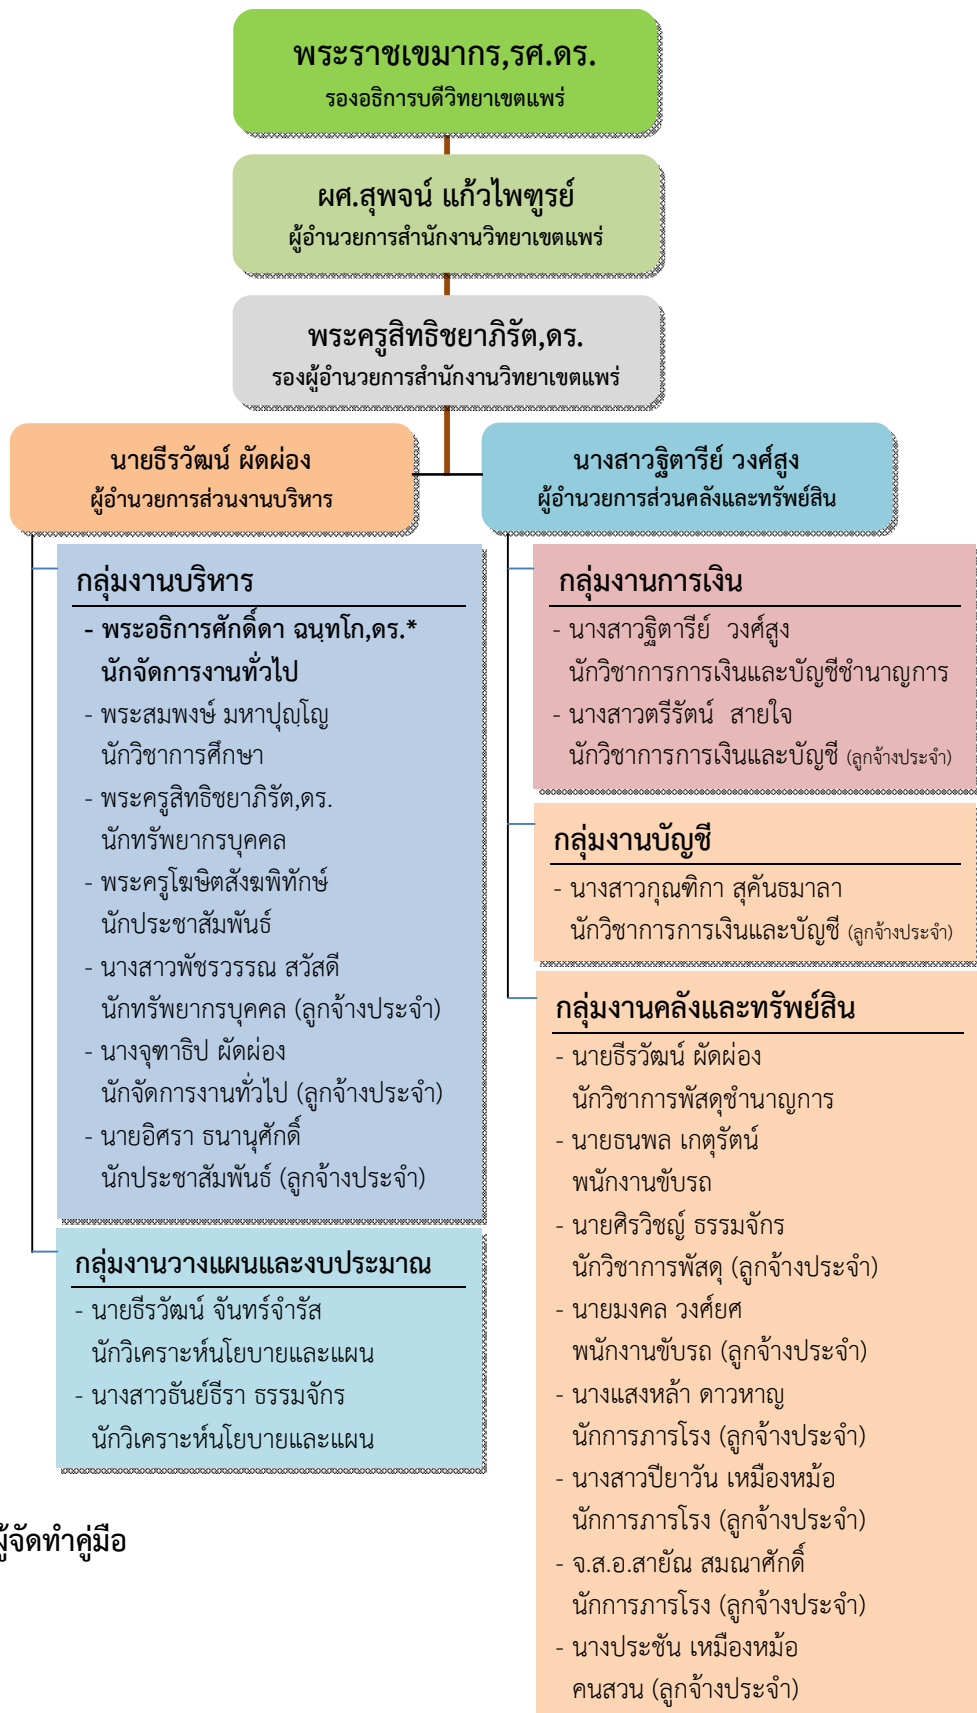 พระราชเขมากร,รศ.ดร.
รองอธิการบดีวิทยาเขตแพร่
ผศ.สุพจน์ แก้วไพฑูรย์
ผู้อำนวยการสำนักงานวิทยาเขตแพร่
พระครูสิทธิชยาภิรัต,ดร.
รองผู้อำนวยการสำนักงานวิทยาเขตแพร่
นายธีรวัฒน์ ผัดผ่อง
ผู้อำนวยการส่วนงานบริหาร
นางสาวฐิตารีย์ วงศ์สูง
ผู้อำนวยการส่วนคลังและทรัพย์สิน
กลุ่มงานบริหาร
- พระอธิการศักดิ์ดา ฉนฺทโก,ดร.*
นักจัดการงานทั่วไป
- พระสมพงษ์ มหาปุญฺโญ
นักวิชาการศึกษา
- พระครูสิทธิชยาภิรัต,ดร.
นักทรัพยากรบุคคล
- พระครูโฆษิตสังฆพิทักษ์
นักประชาสัมพันธ์
- นางสาวพัชรวรรณ สวัสดี
นักทรัพยากรบุคคล (ลูกจ้างประจำ)
- นางจุฑาธิป ผัดผ่อง
นักจัดการงานทั่วไป (ลูกจ้างประจำ)
- นายอิศรา ธนานุศักดิ์
นักประชาสัมพันธ์ (ลูกจ้างประจำ)
กลุ่มงานวางแผนและงบประมาณ
- นายธีรวัฒน์ จันทร์จำรัส
นักวิเคราะห์นโยบายและแผน
- นางสาวธันย์ธีรา ธรรมจักร
นักวิเคราะห์นโยบายและแผน
กลุ่มงานการเงิน
- นางสาวฐิตารีย์ วงศ์สูง
นักวิชาการการเงินและบัญชีชำนาญการ
- นางสาวตรีรัตน์ สายใจ
นักวิชาการการเงินและบัญชี (ลูกจ้างประจำ)
กลุ่มงานบัญชี
- นางสาวกุณฑิกา สุคันธมาลา
นักวิชาการการเงินและบัญชี (ลูกจ้างประจำ)
กลุ่มงานคลังและทรัพย์สิน
- นายธีรวัฒน์ ผัดผ่อง
นักวิชาการพัสดุชำนาญการ
- นายธนพล เกตุรัตน์
พนักงานขับรถ
- นายศิรวิชญ์ ธรรมจักร
นักวิชาการพัสดุ (ลูกจ้างประจำ)
- นายมงคล วงศ์ยศ
พนักงานขับรถ (ลูกจ้างประจำ)
- นางแสงหล้า ดาวหาญ
นักการภารโรง (ลูกจ้างประจำ)
- นางสาวปียาวัน เหมืองหม้อ
นักการภารโรง (ลูกจ้างประจำ)
- จ.ส.อ.สายัณ สมณาศักดิ์
นักการภารโรง (ลูกจ้างประจำ)
- นางประชัน เหมืองหม้อ
คนสวน (ลูกจ้างประจำ)
ผู้จัดทำคู่มือ